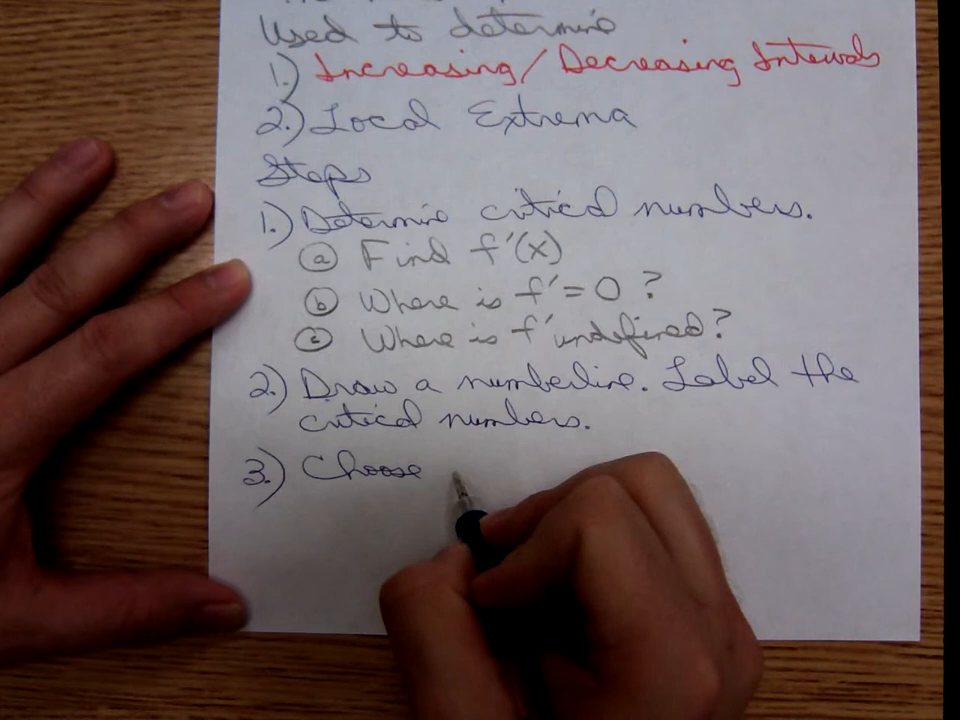 Used to determine
1.) Increasing/Decreasing Intervals
2.) Local Extrema
Steps
1.) Determine critical numbers.
a Find f'(x)
b Where is f' = 0 ?
c Where is f' undefined?
2.) Draw a numberline. Label the
critical numbers.
3.) Choose